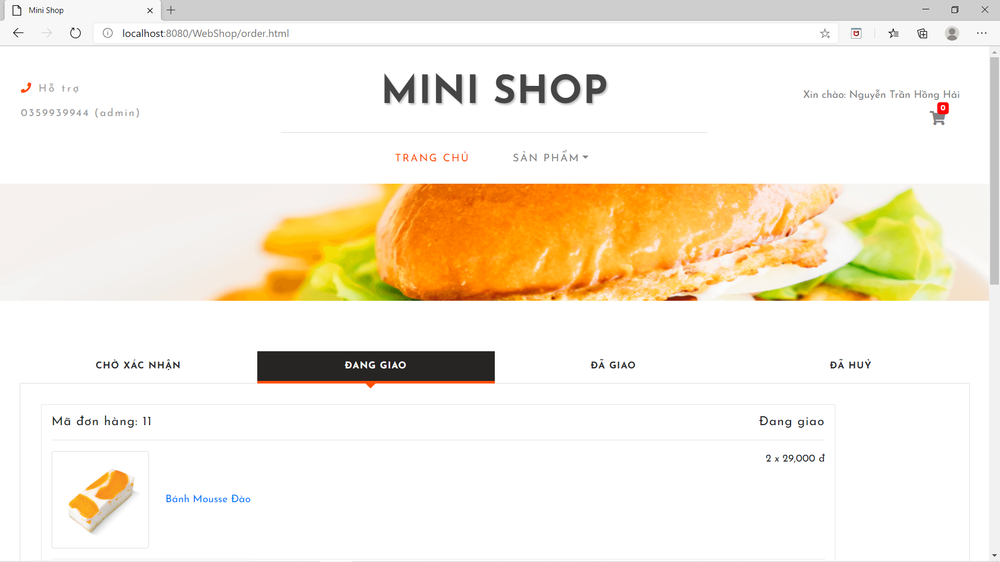 Mini Shop
localhost:8080/WebShop/order.html
Hỗ trợ
0359939944 (admin)
MINI SHOP
Xin chào: Nguyễn Trần Hồng Hải
0
TRANG CHỦ
SẢN PHẨM
CHỜ XÁC NHẬN
ĐANG GIAO
ĐÃ GIAO
ĐÃ HUỶ
Mã đơn hàng: 11
Đang giao
2 x 29,000 đ
Bánh Mousse Đào